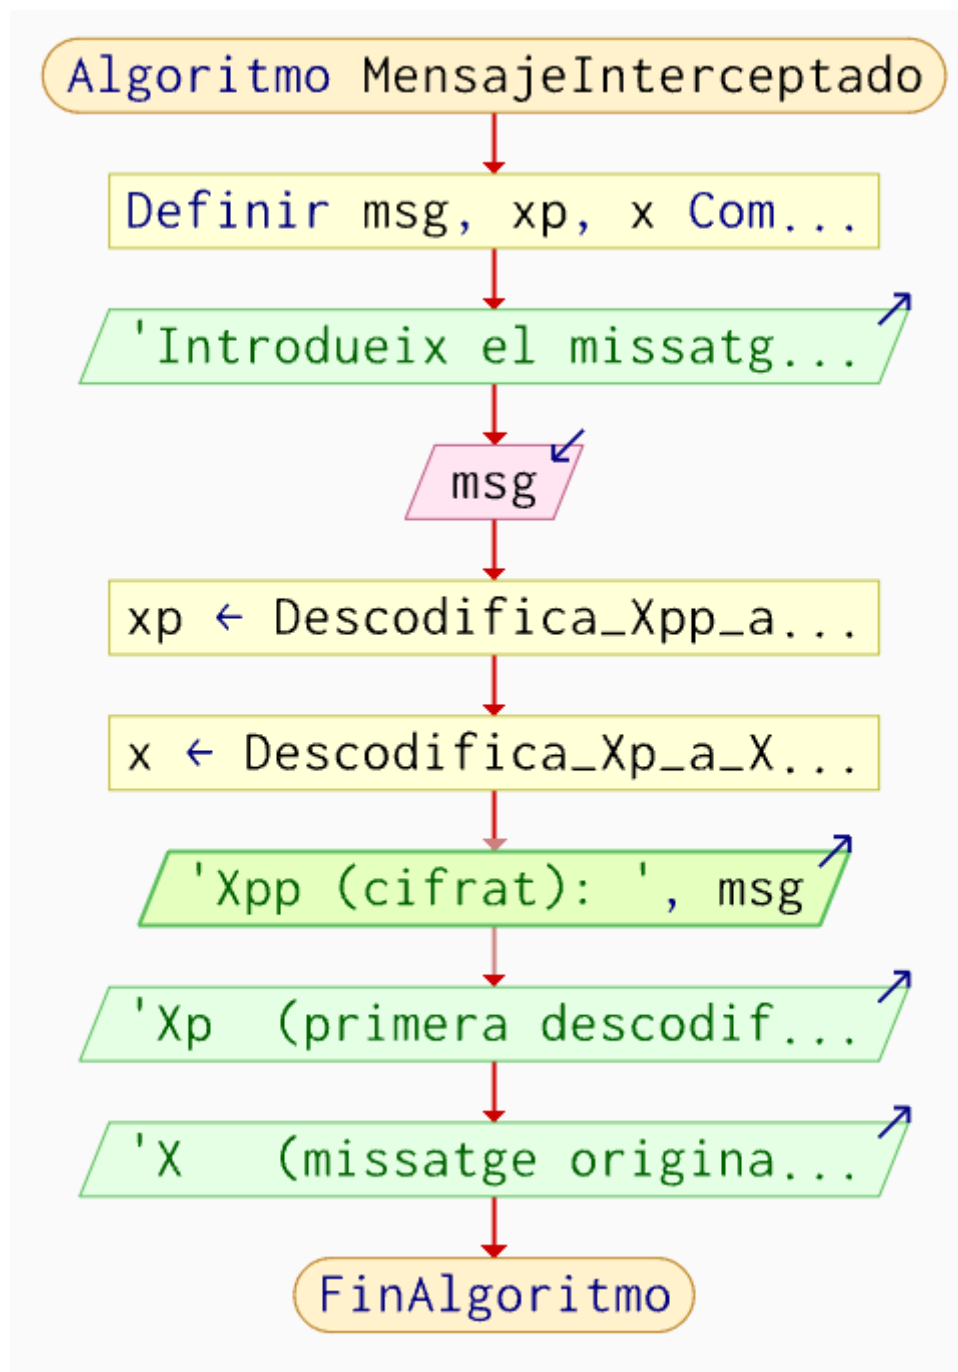 Algoritmo MensajeInterceptado
Definir msg, xp, x Com...
'Introdueix el missatg...
msg
xp ← Descodifica_Xpp_a...
x ← Descodifica_Xp_a_X...
'Xpp (cifrat): ', msg
'Xp  (primera descodif...
'X   (missatge origina...
FinAlgoritmo